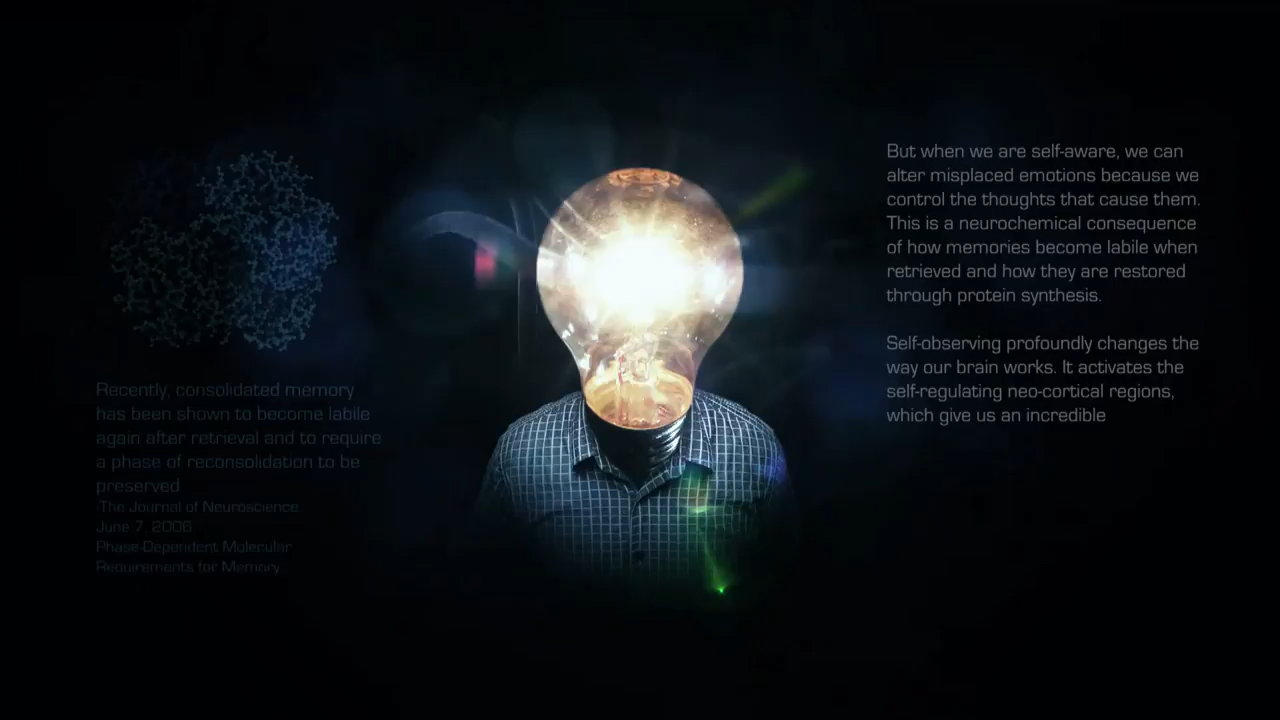 Recently, consolidated memory
has been shown to become labile
again after retrieval and to require
a phase of reconsolidation to be
preserved
-The Journal of Neuroscience
June 7, 2006
Phase-Dependent Molecular
Requirements for Memory
But when we are self-aware, we can
alter misplaced emotions because we
control the thoughts that cause them.
This is a neurochemical consequence
of how memories become labile when
retrieved and how they are restored
through protein synthesis.
Self-observing profoundly changes the
way our brain works. It activates the
self-regulating neo-cortical regions,
which give us an incredible